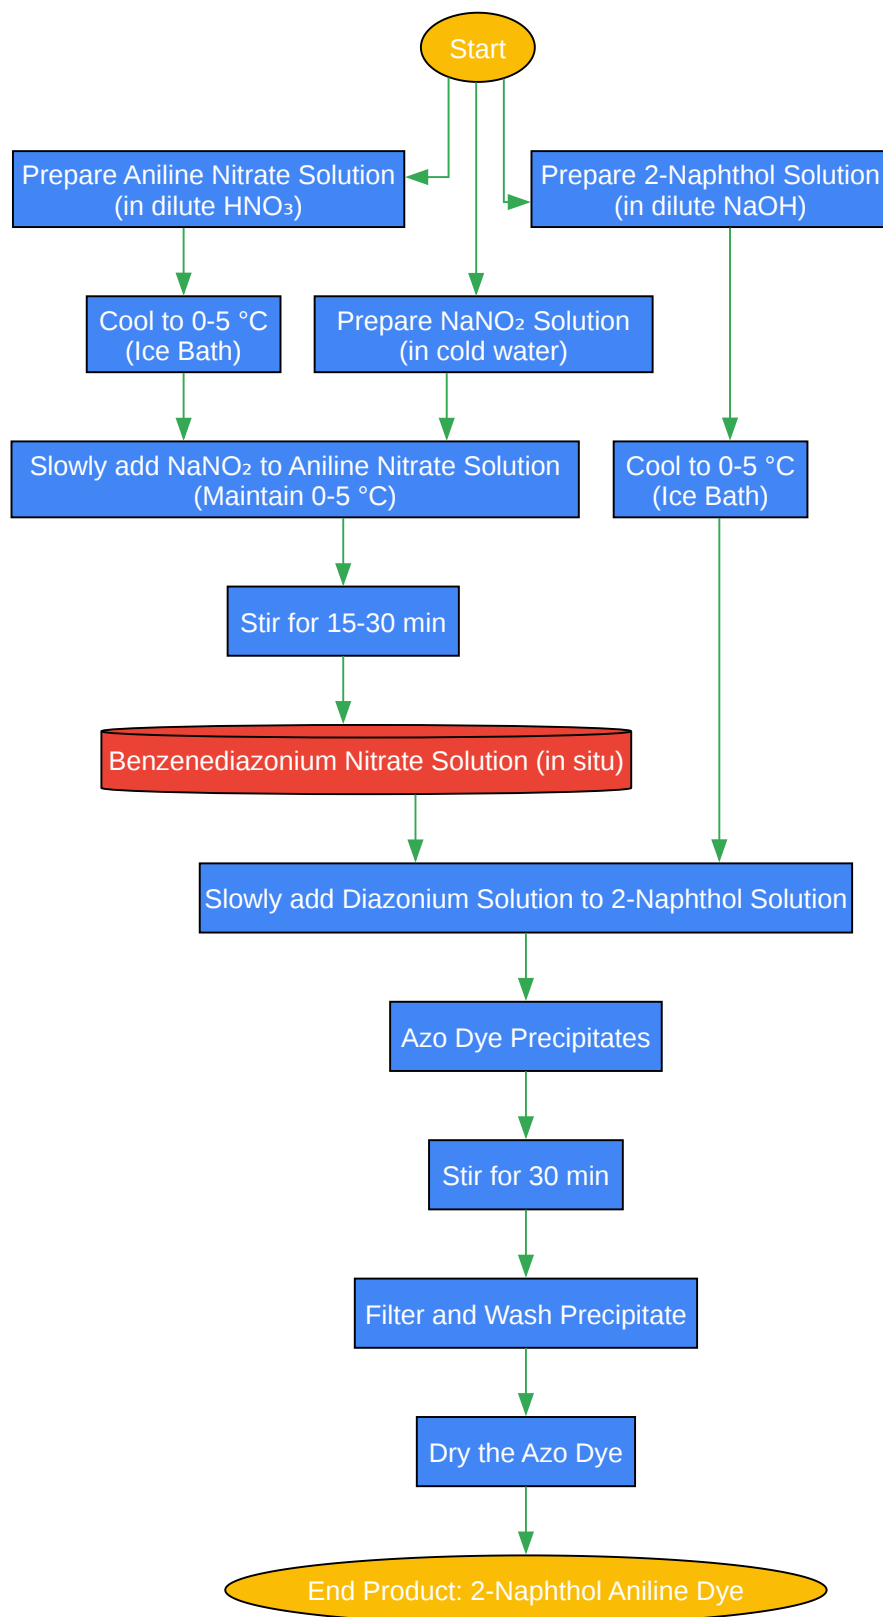 Start
Prepare Aniline Nitrate Solution
(in dilute HNO₃)
Prepare 2-Naphthol Solution
(in dilute NaOH)
Cool to 0-5 °C
(Ice Bath)
Prepare NaNO₂ Solution
(in cold water)
Slowly add NaNO₂ to Aniline Nitrate Solution
(Maintain 0-5 °C)
Cool to 0-5 °C
(Ice Bath)
Stir for 15-30 min
Benzenediazonium Nitrate Solution (in situ)
Slowly add Diazonium Solution to 2-Naphthol Solution
Azo Dye Precipitates
Stir for 30 min
Filter and Wash Precipitate
Dry the Azo Dye
End Product: 2-Naphthol Aniline Dye